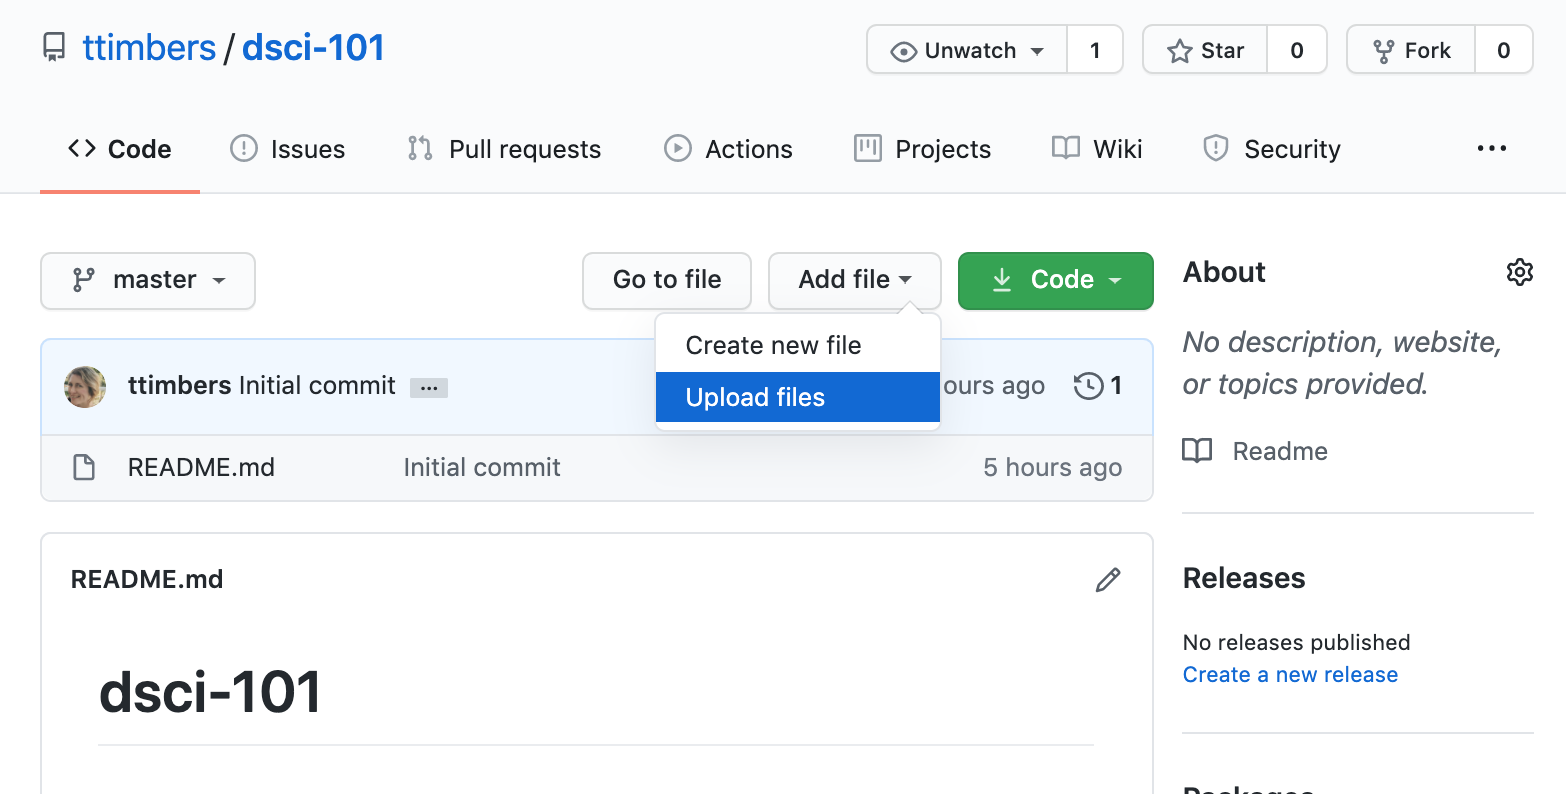 ttimbers / dsci-101
Unwatch 1 Star 0 Fork 0
Code Issues Pull requests Actions Projects Wiki Security ...
master Go to file Add file Code
Create new file
Upload files
ttimbers Initial commit ... ours ago 1
README.md Initial commit 5 hours ago
README.md
dsci-101
About
No description, website,
or topics provided.
Readme
Releases
No releases published
Create a new release